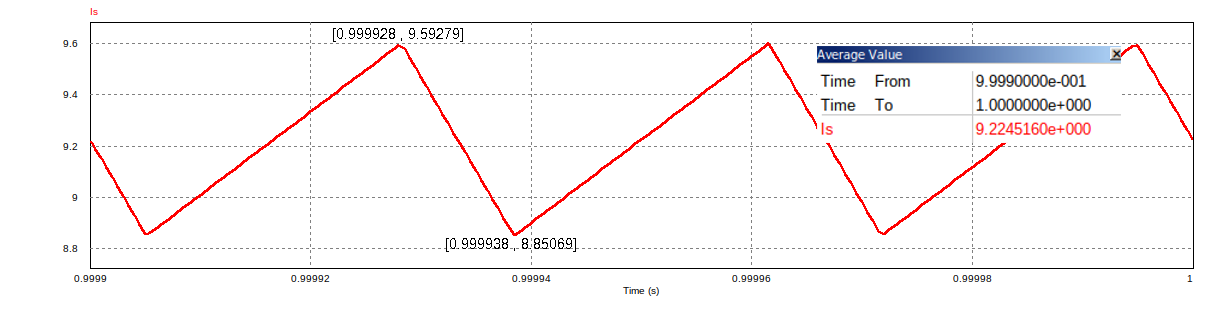 Is
[0.999928 , 9.59279]
9.6
9.4
9.2
9
8.8
Average Value
Time From 9.9990000e-001
Time To 1.0000000e+000
Is 9.2245160e+000
[0.999938 , 8.85069]
0.9999 0.99992 0.99994 0.99996 0.99998 1
Time (s)